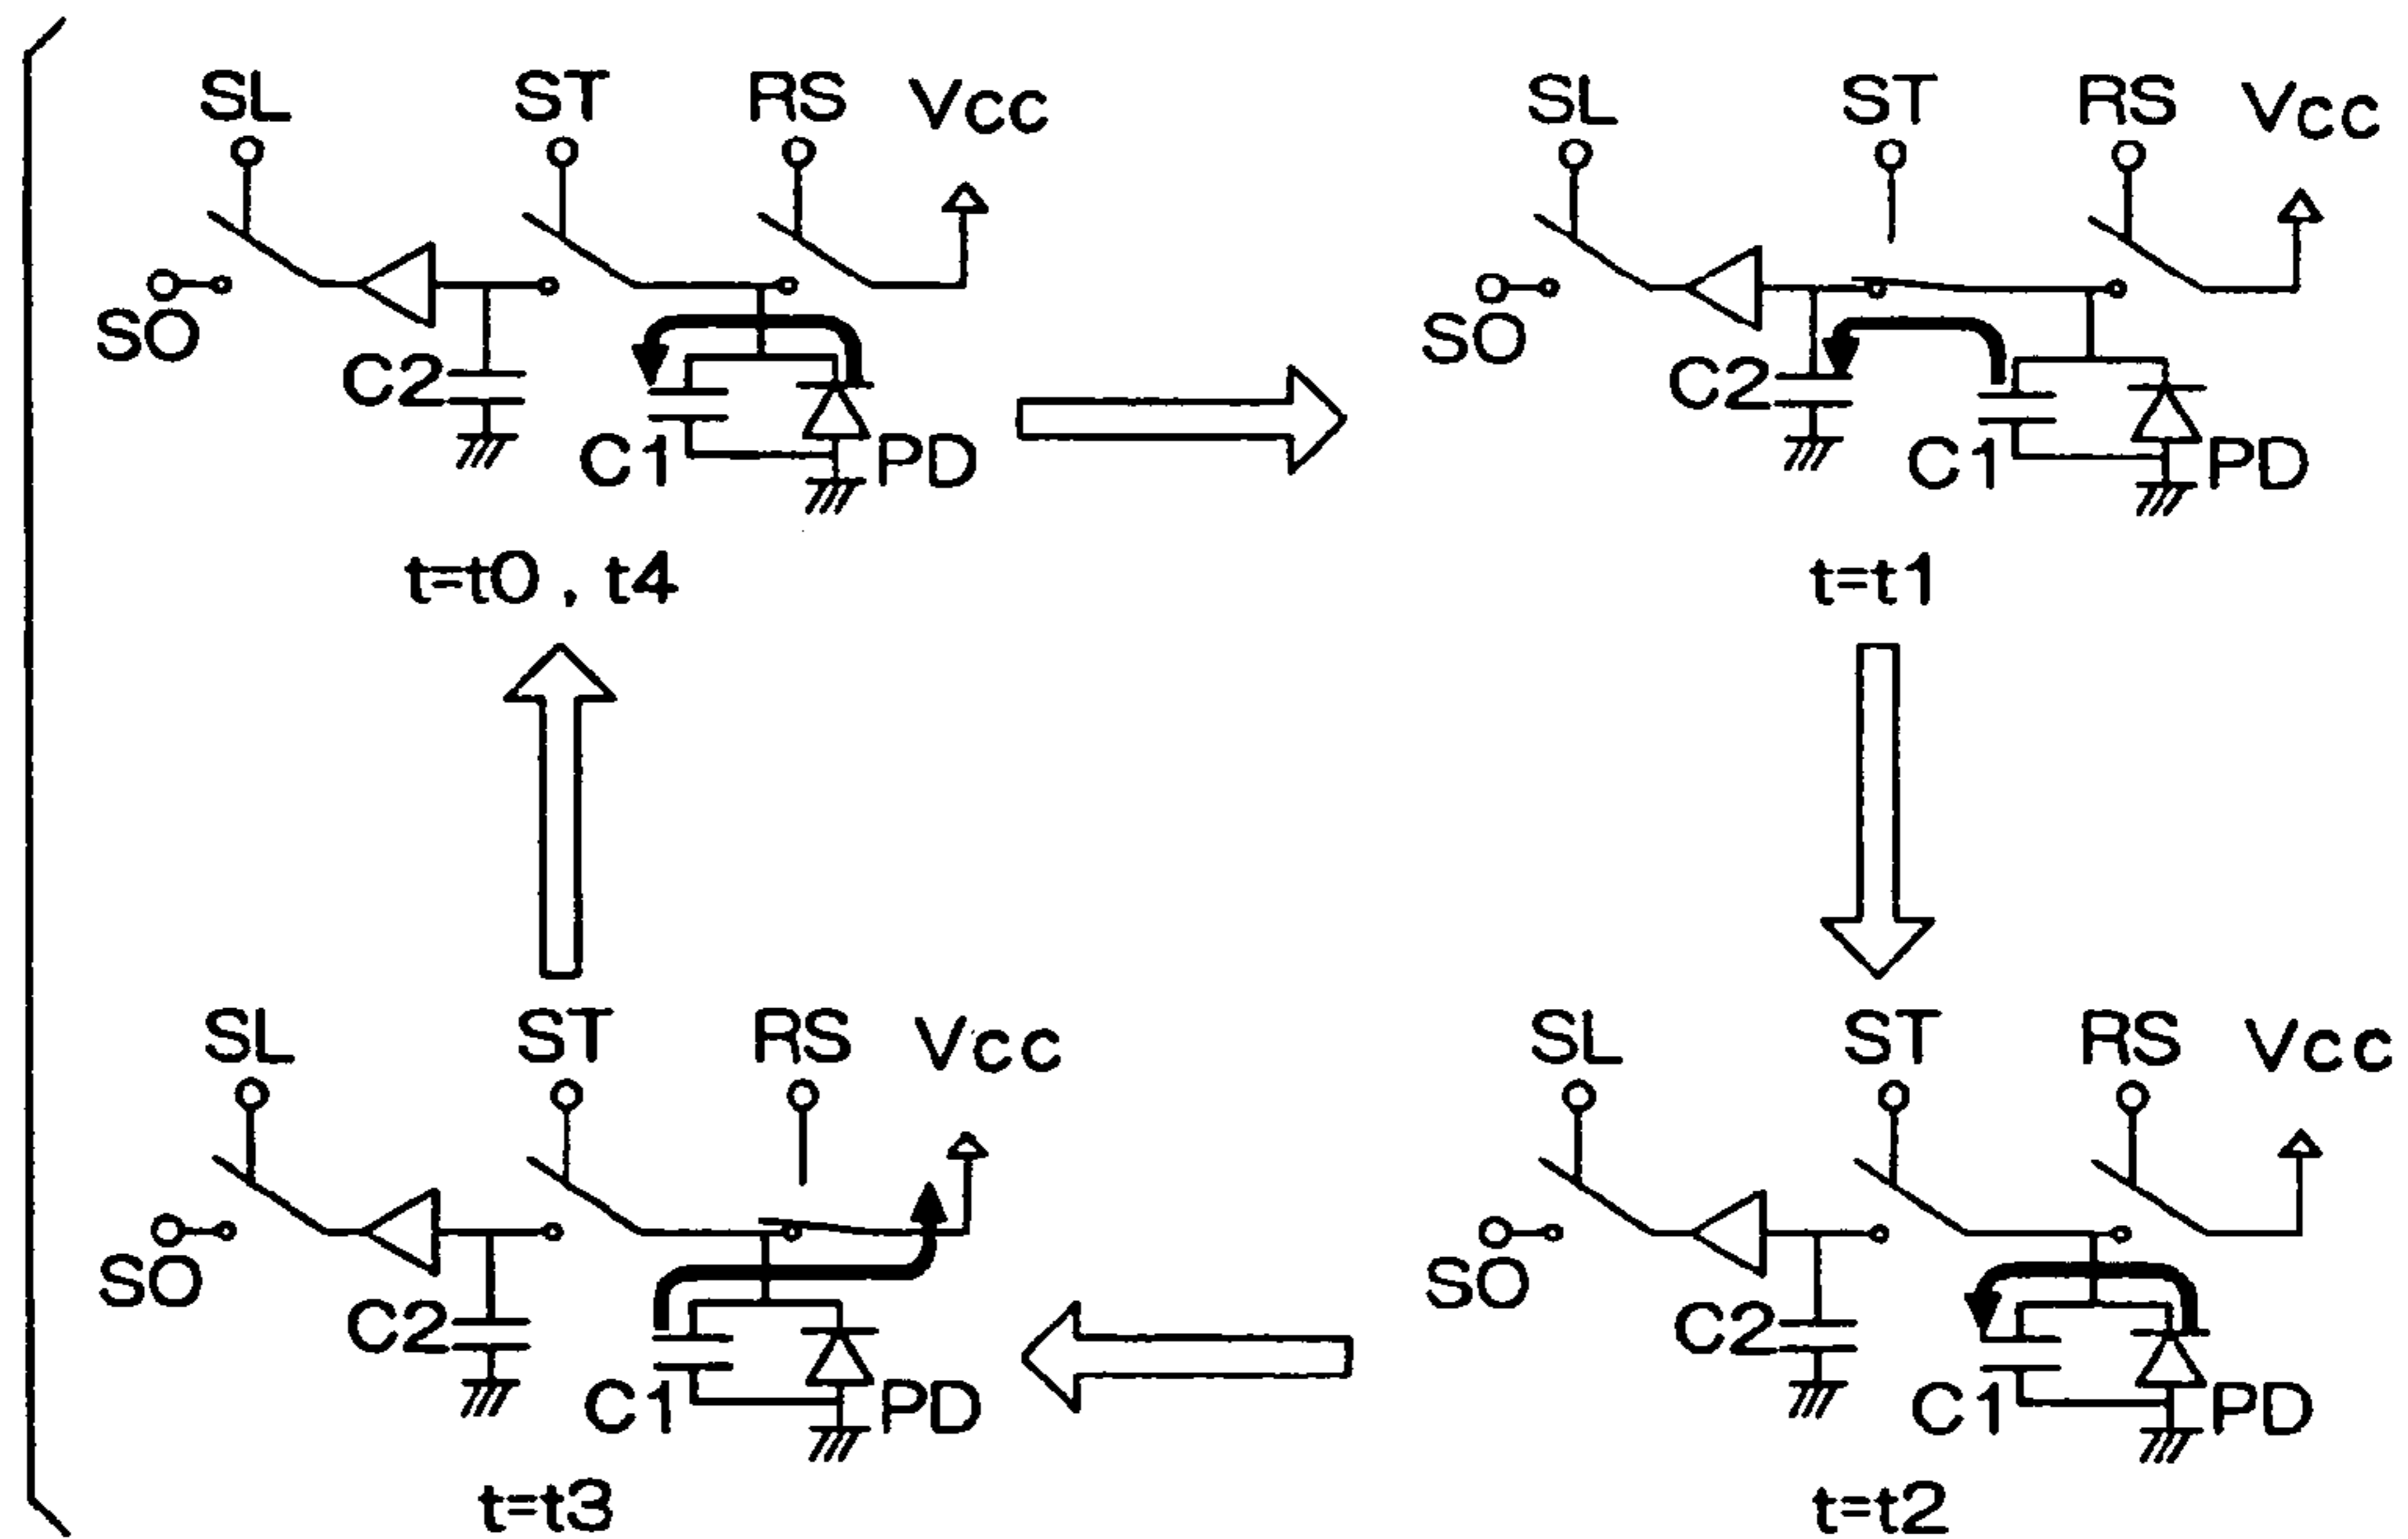 SL ST RS VCC
SO
C2
C1 PD
t=t0 , t4
SL ST RS VCC
SO
C2
C1 PD
t=t1
SL ST RS VCC
SO
C2
C1 PD
t=t3
SL ST RS VCC
SO
C2
C1 PD
t=t2